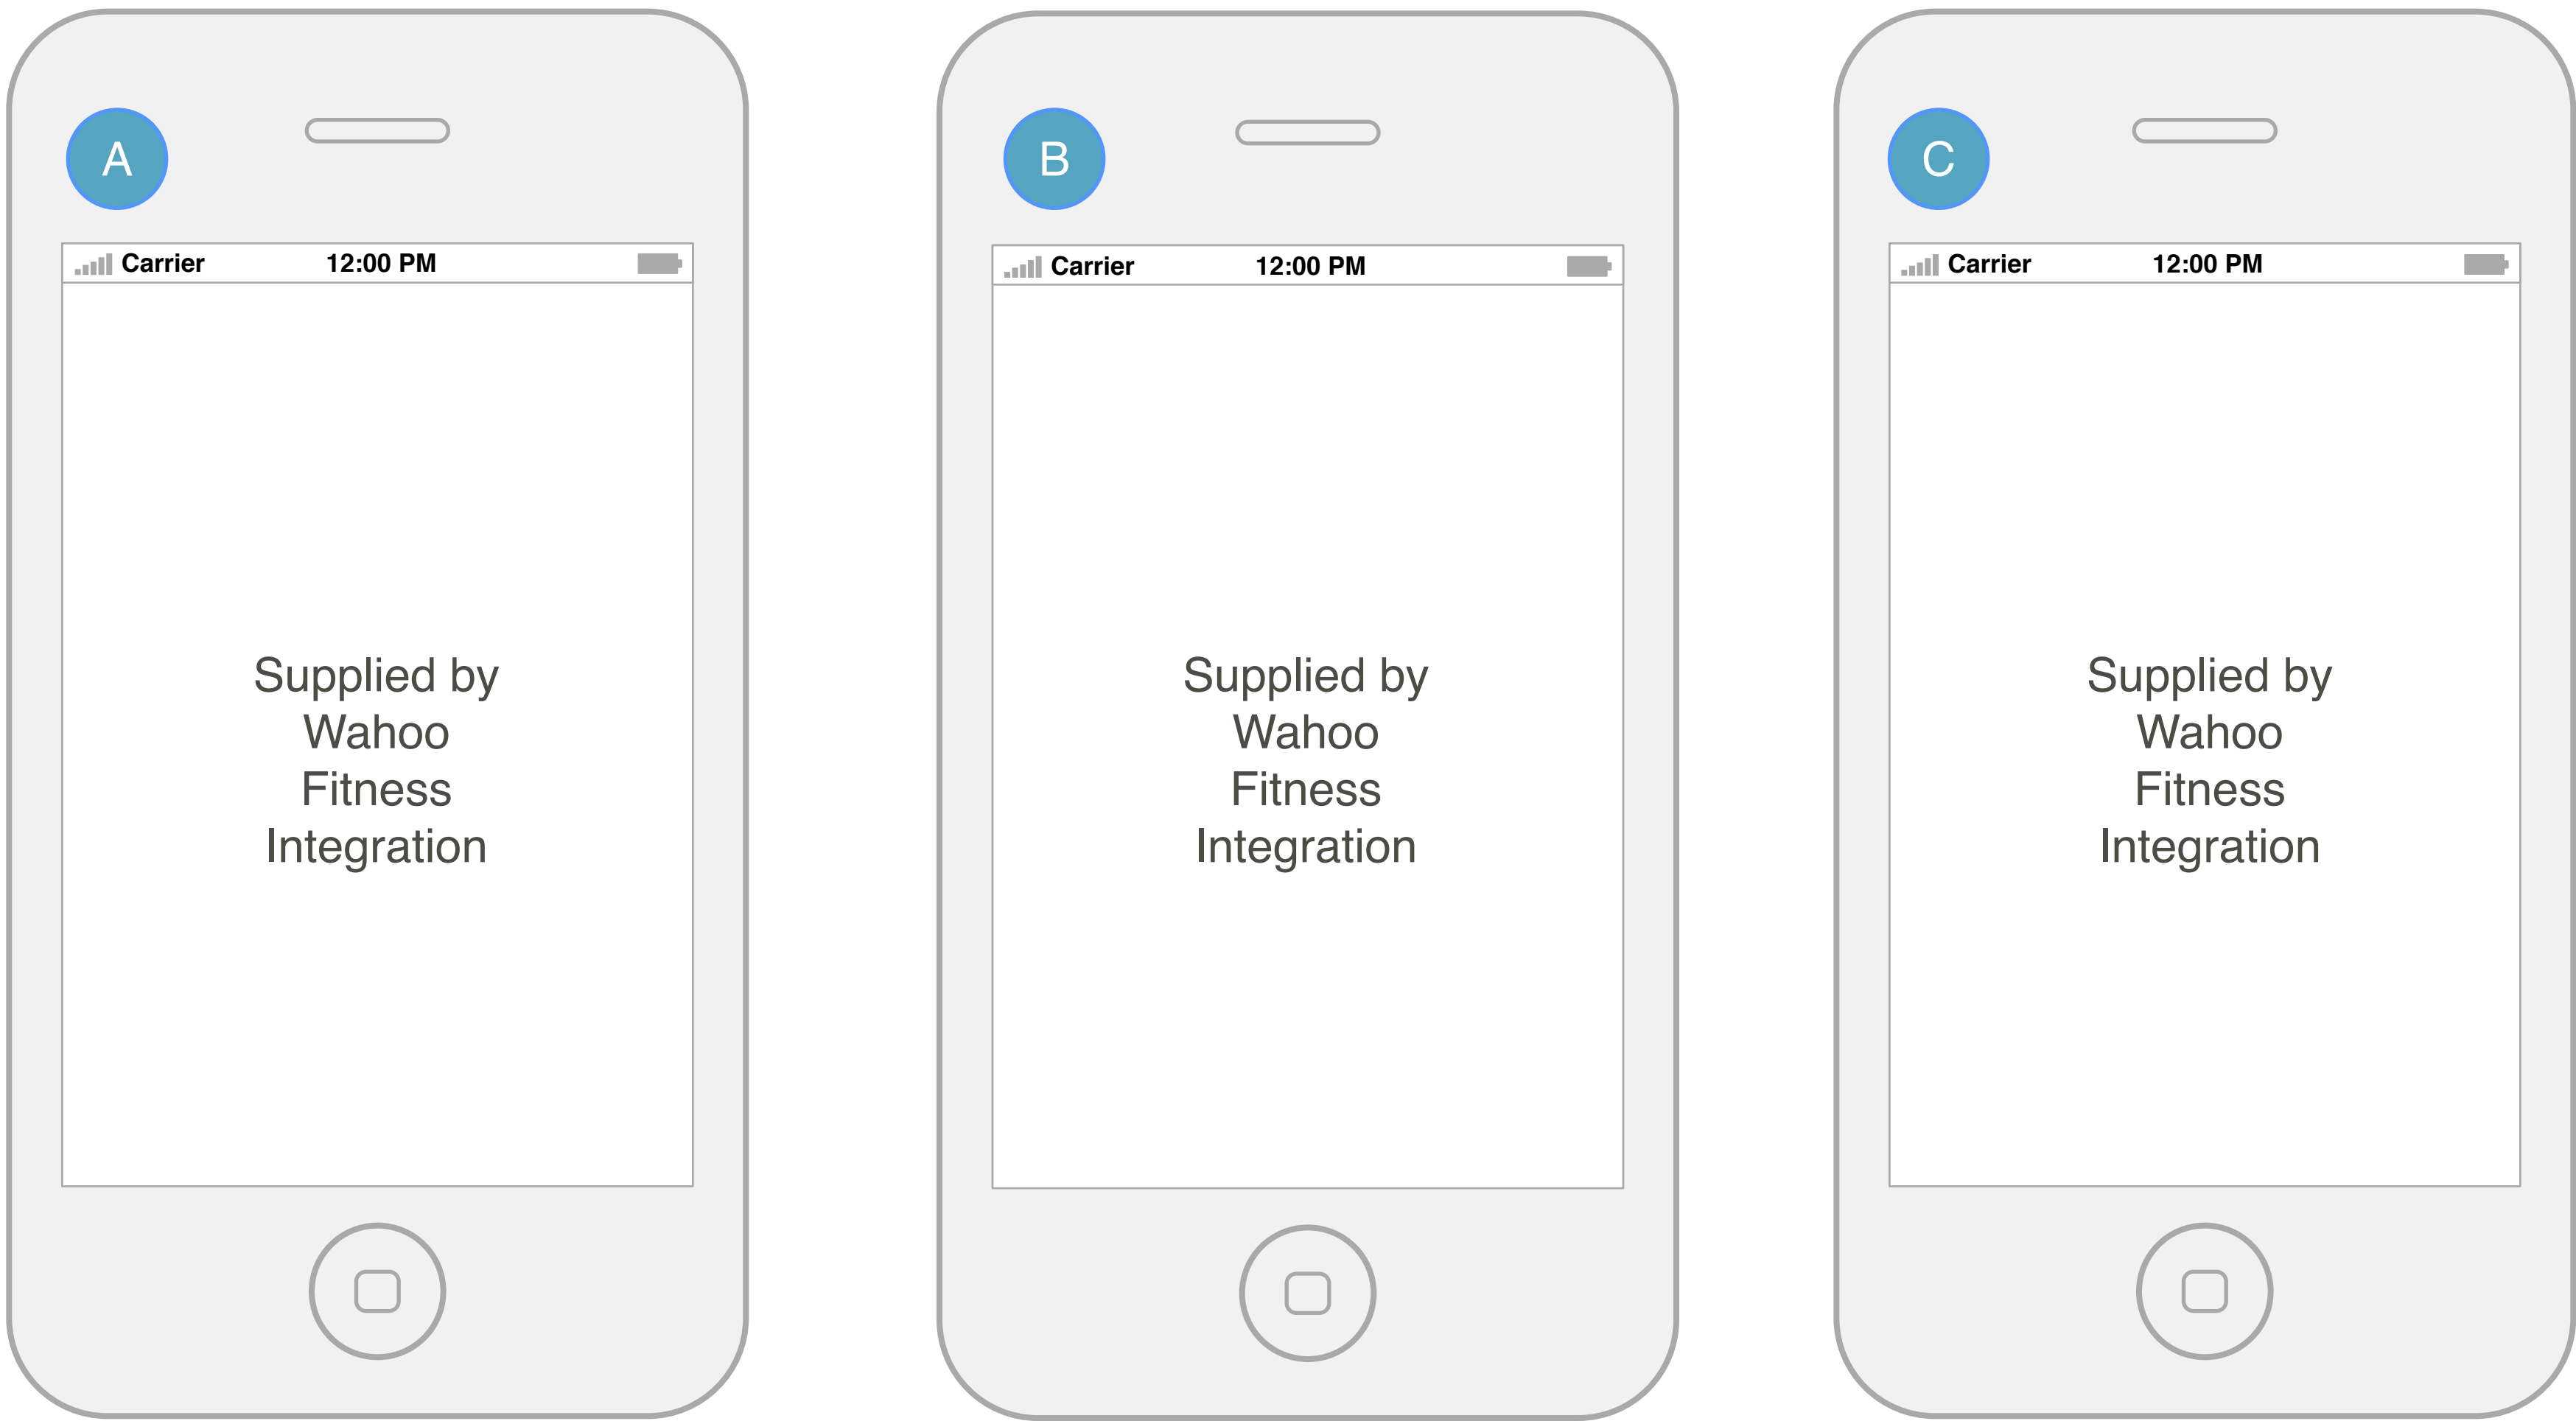 A
Carrier 12:00 PM
Supplied by
Wahoo
Fitness
Integration
B
Carrier 12:00 PM
Supplied by
Wahoo
Fitness
Integration
C
Carrier 12:00 PM
Supplied by
Wahoo
Fitness
Integration